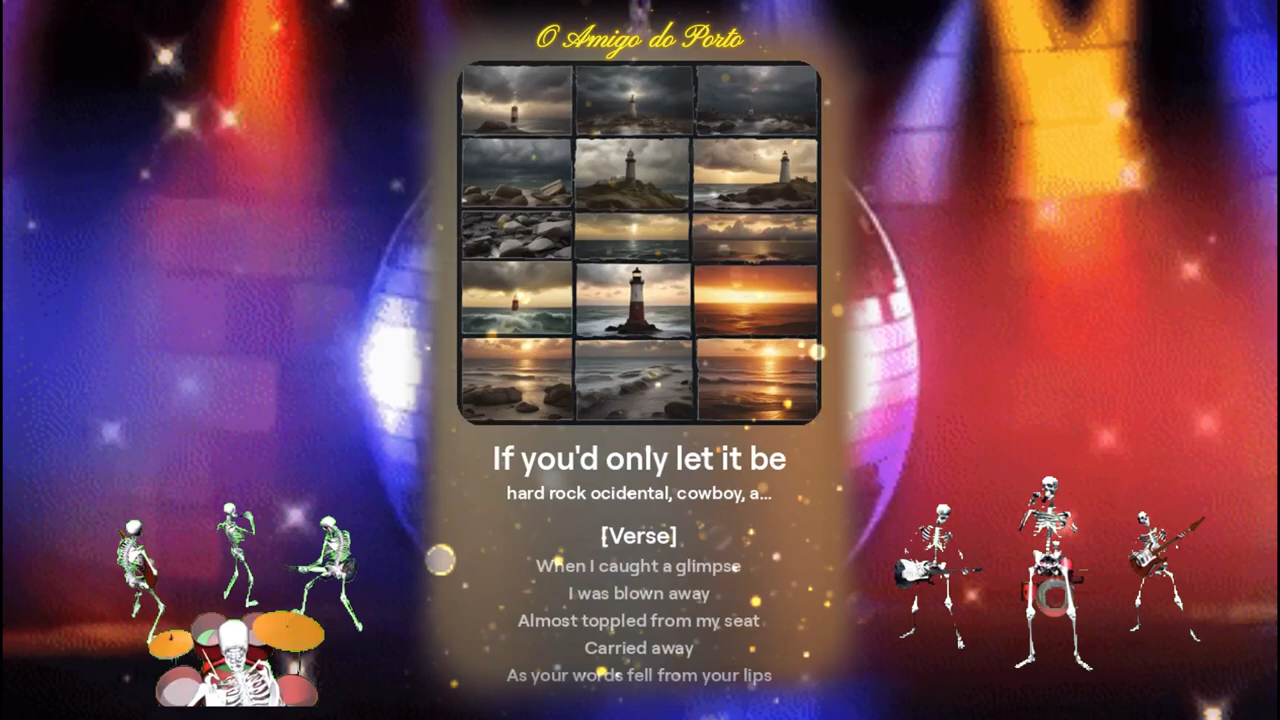 O Amigo do Porto
If you'd only let it be
hard rock ocidental, cowboy, a...
[Verse]
When I caught a glimpse
I was blown away
Almost toppled from my seat
Carried away
As your words fell from your lips